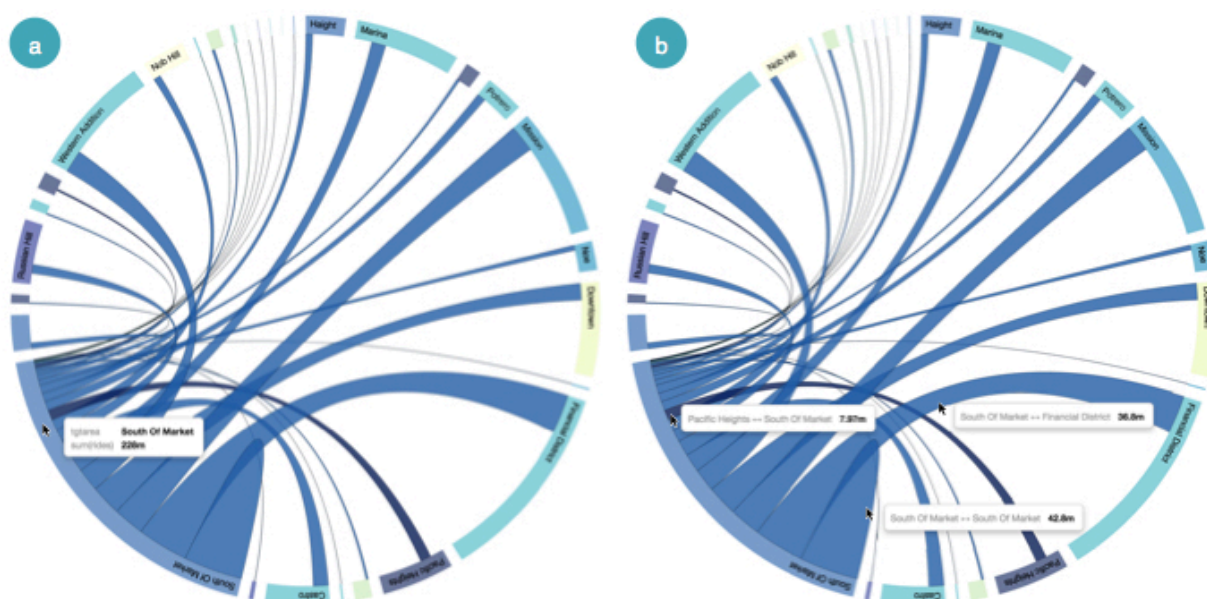 a
Haight
Marina
Potrero
Mission
Noe
Downtown
Financial District
Pacific Heights
Castro
South Of Market
Russian Hill
Western Addition
Nob Hill
tgtarea South Of Market
sum(rides) 228m
b
Haight
Marina
Potrero
Mission
Noe
Downtown
Financial District
Pacific Heights
Castro
South Of Market
Russian Hill
Western Addition
Nob Hill
Pacific Heights ↔ South Of Market 7.97m
South Of Market ↔ Financial District 36.8m
South Of Market ↔ South Of Market 42.8m